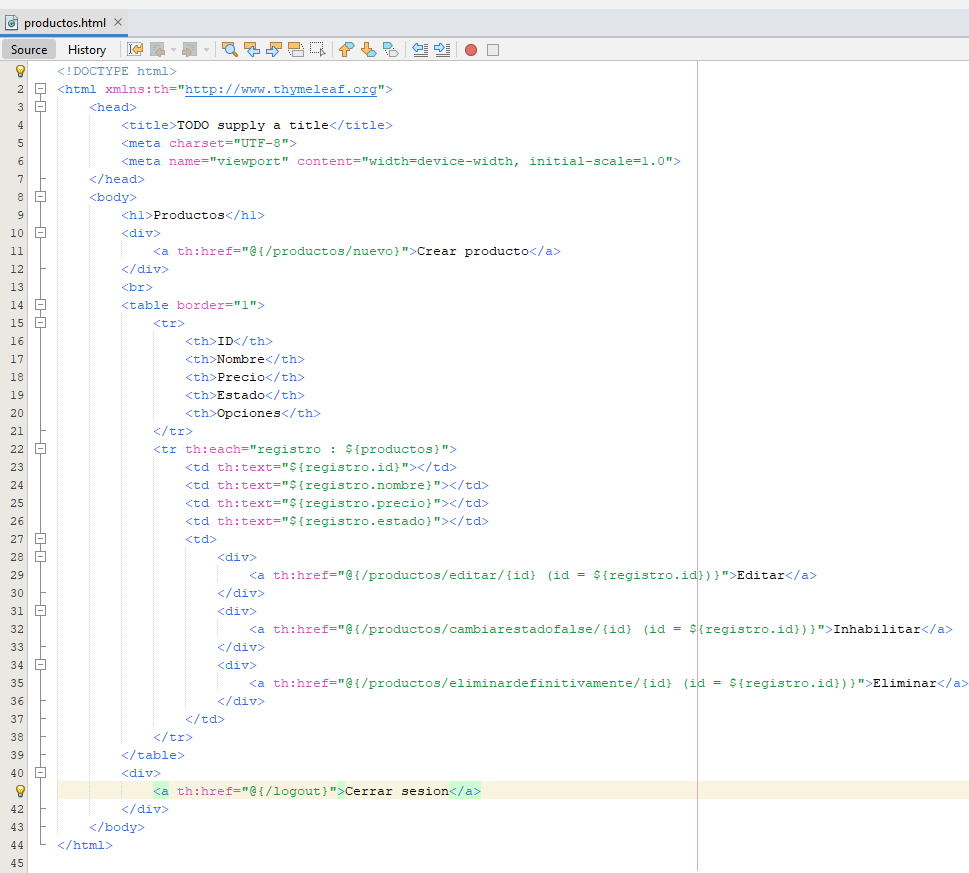 productos.html
Source History
<!DOCTYPE html>
2 <html xmlns:th="http://www.thymeleaf.org">
3 <head>
4 <title>TODO supply a title</title>
5 <meta charset="UTF-8">
6 <meta name="viewport" content="width=device-width, initial-scale=1.0">
7 </head>
8 <body>
9 <h1>Productos</h1>
10 <div>
11 <a th:href="@{/productos/nuevo}">Crear producto</a>
12 </div>
13 <br>
14 <table border="1">
15 <tr>
16 <th>ID</th>
17 <th>Nombre</th>
18 <th>Precio</th>
19 <th>Estado</th>
20 <th>Opciones</th>
21 </tr>
22 <tr th:each="registro : ${productos}">
23 <td th:text="${registro.id}"></td>
24 <td th:text="${registro.nombre}"></td>
25 <td th:text="${registro.precio}"></td>
26 <td th:text="${registro.estado}"></td>
27 <td>
28 <div>
29 <a th:href="@{/productos/editar/{id} (id = ${registro.id})}">Editar</a>
30 </div>
31 <div>
32 <a th:href="@{/productos/cambiarestadofalse/{id} (id = ${registro.id})}">Inhabilitar</a>
33 </div>
34 <div>
35 <a th:href="@{/productos/eliminardefinitivamente/{id} (id = ${registro.id})}">Eliminar</a>
36 </div>
37 </td>
38 </tr>
39 </table>
40 <div>
<a th:href="@{/logout}">Cerrar sesion</a>
42 </div>
43 </body>
44 </html>
45